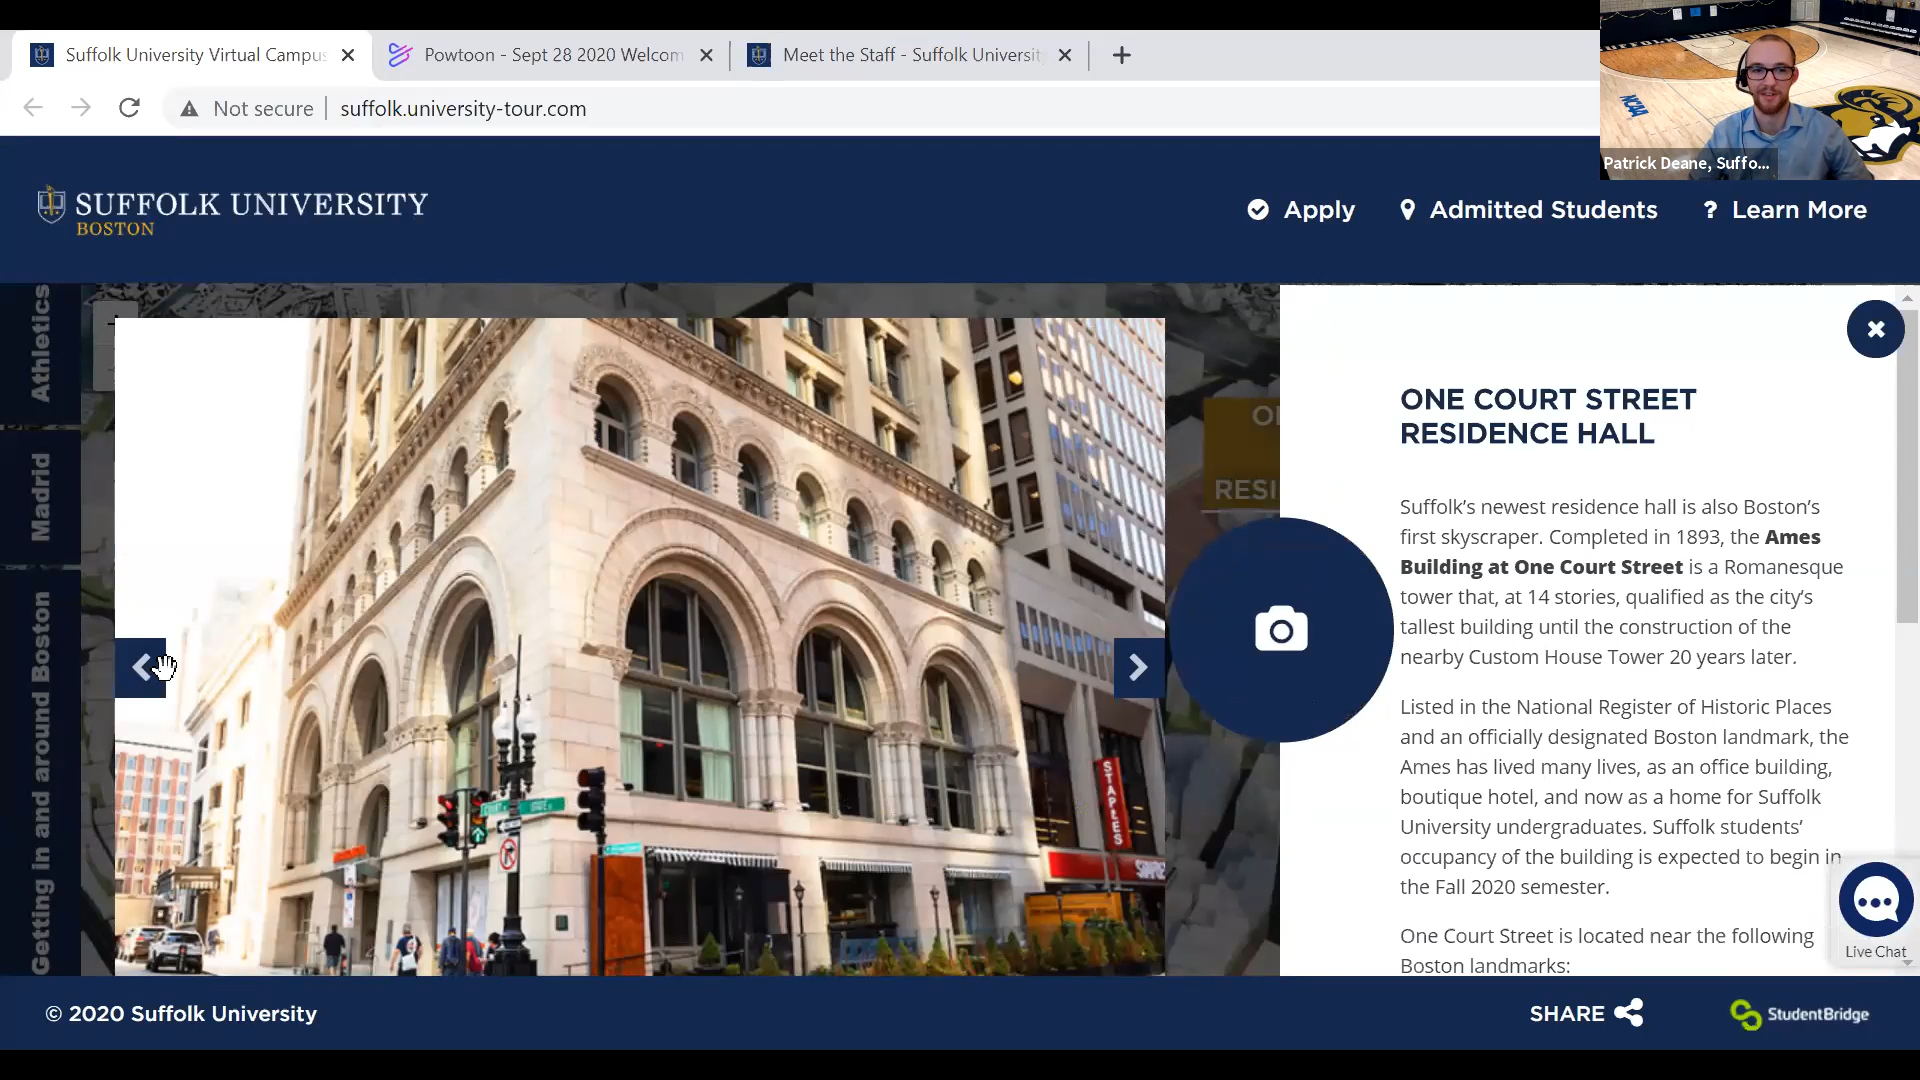 Suffolk University Virtual Campus
Powtoon - Sept 28 2020 Welcom
Meet the Staff - Suffolk University
Not secure
suffolk.university-tour.com
NCAA
Patrick Deane, Suffo...
SUFFOLK UNIVERSITY
BOSTON
Apply
Admitted Students
? Learn More
Athletics
Madrid
Getting in and around Boston
RESI
STAPLES
ONE COURT STREET
RESIDENCE HALL
Suffolk's newest residence hall is also Boston's
first skyscraper. Completed in 1893, the Ames
Building at One Court Street is a Romanesque
tower that, at 14 stories, qualified as the city's
tallest building until the construction of the
nearby Custom House Tower 20 years later.
Listed in the National Register of Historic Places
and an officially designated Boston landmark, the
Ames has lived many lives, as an office building,
boutique hotel, and now as a home for Suffolk
University undergraduates. Suffolk students'
occupancy of the building is expected to begin in
the Fall 2020 semester.
One Court Street is located near the following
Boston landmarks:
Live Chat
© 2020 Suffolk University
SHARE
StudentBridge